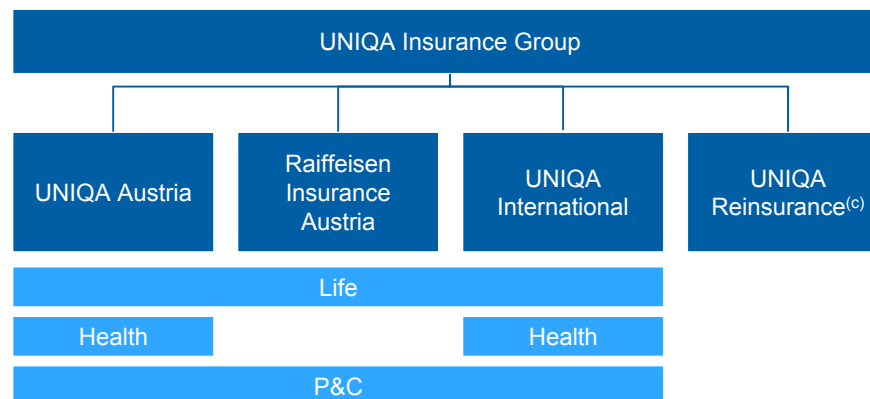 UNIQA Insurance Group
UNIQA Austria
Raiffeisen
Insurance
Austria
UNIQA
International
UNIQA
Reinsurance(c)
Life
Health
Health
P&C